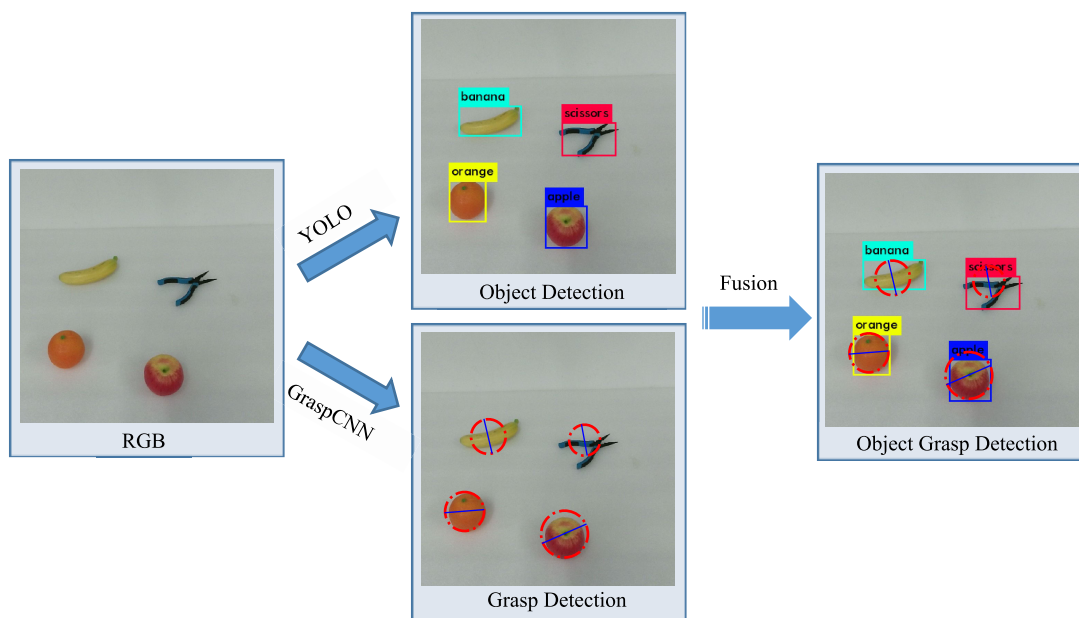 RGB
YOLO
GraspCNN
banana
scissors
orange
apple
Object Detection
Grasp Detection
Fusion
banana
scissors
orange
apple
Object Grasp Detection